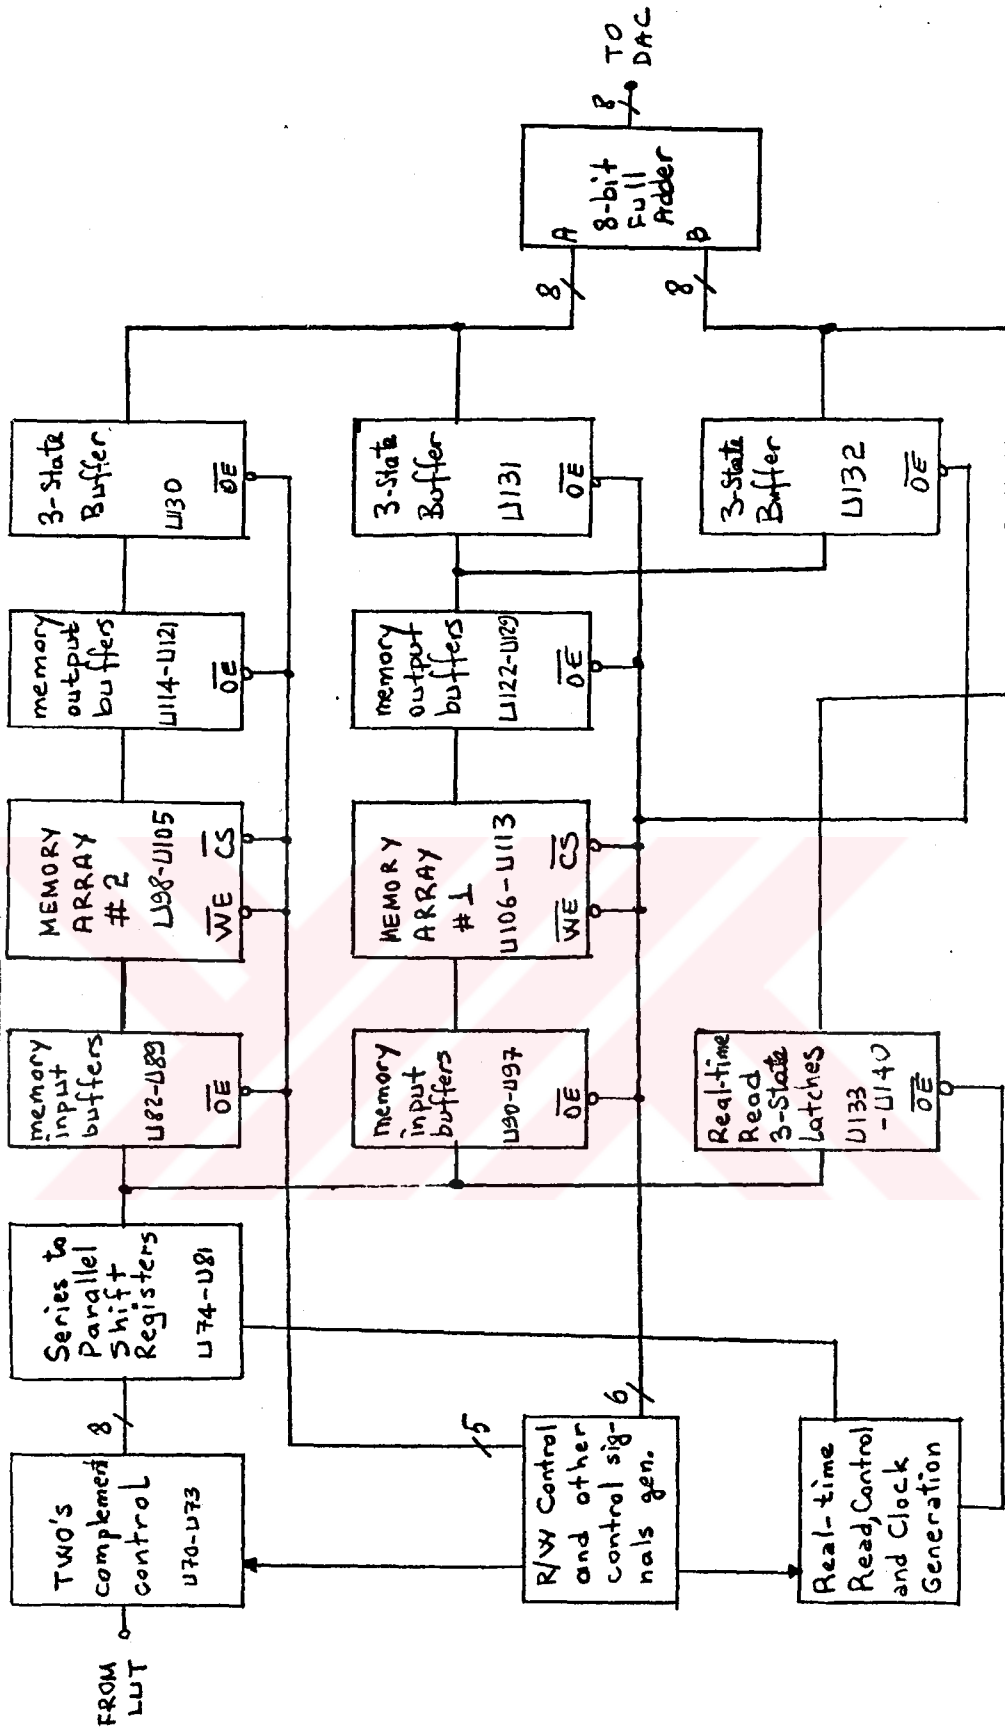 FROM
LUT
TWO'S
Complement
control
U70-U73
8
Series to
Parallel
Shift
Registers
U74-U81
memory
input
buffers
U82-U89
OE
MEMORY
ARRAY
#2
U98-U105
WE CS
memory
output
buffers
U114-U121
OE
3-State
Buffer
U130
OE
5
R/W Control
and other
control sig-
nals gen.
6
memory
input
buffers
U90-U97
OE
MEMORY
ARRAY
#1
U106-U113
WE CS
memory
output
buffers
U122-U129
OE
3-State
Buffer
U131
OE
Real-time
Read,Control
and Clock
Generation
Real-time
Read
3-State
Latches
U133
-U140
OE
3-State
Buffer
U132
OE
8
8
A
B
8-bit
Full
Adder
8
TO
DAC